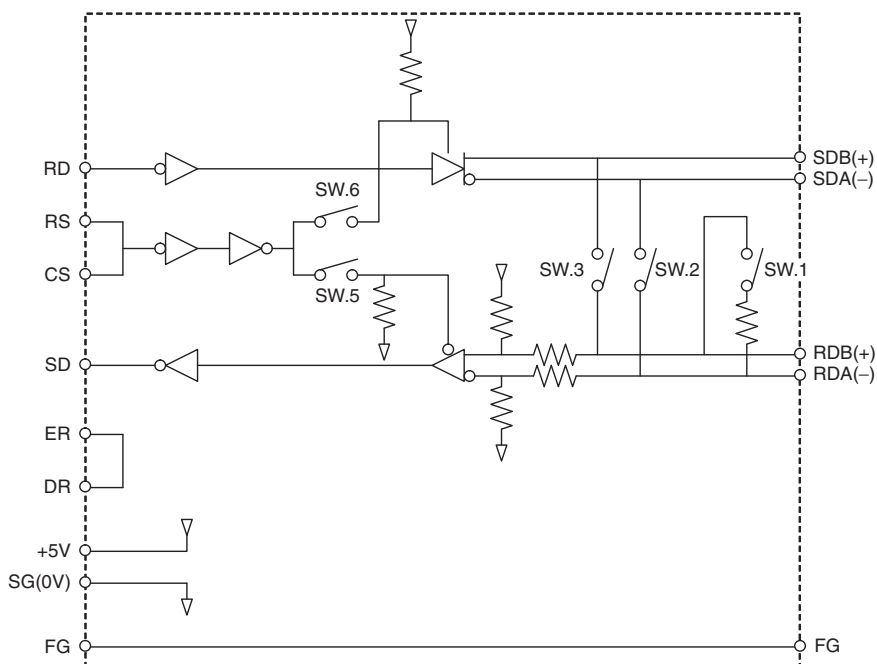 RD
SDB(+)
SDA(−)
RS
SW.6
CS
SW.5
SW.3
SW.2
SW.1
SD
RDB(+)
RDA(−)
ER
DR
+5V
SG(0V)
FG
FG